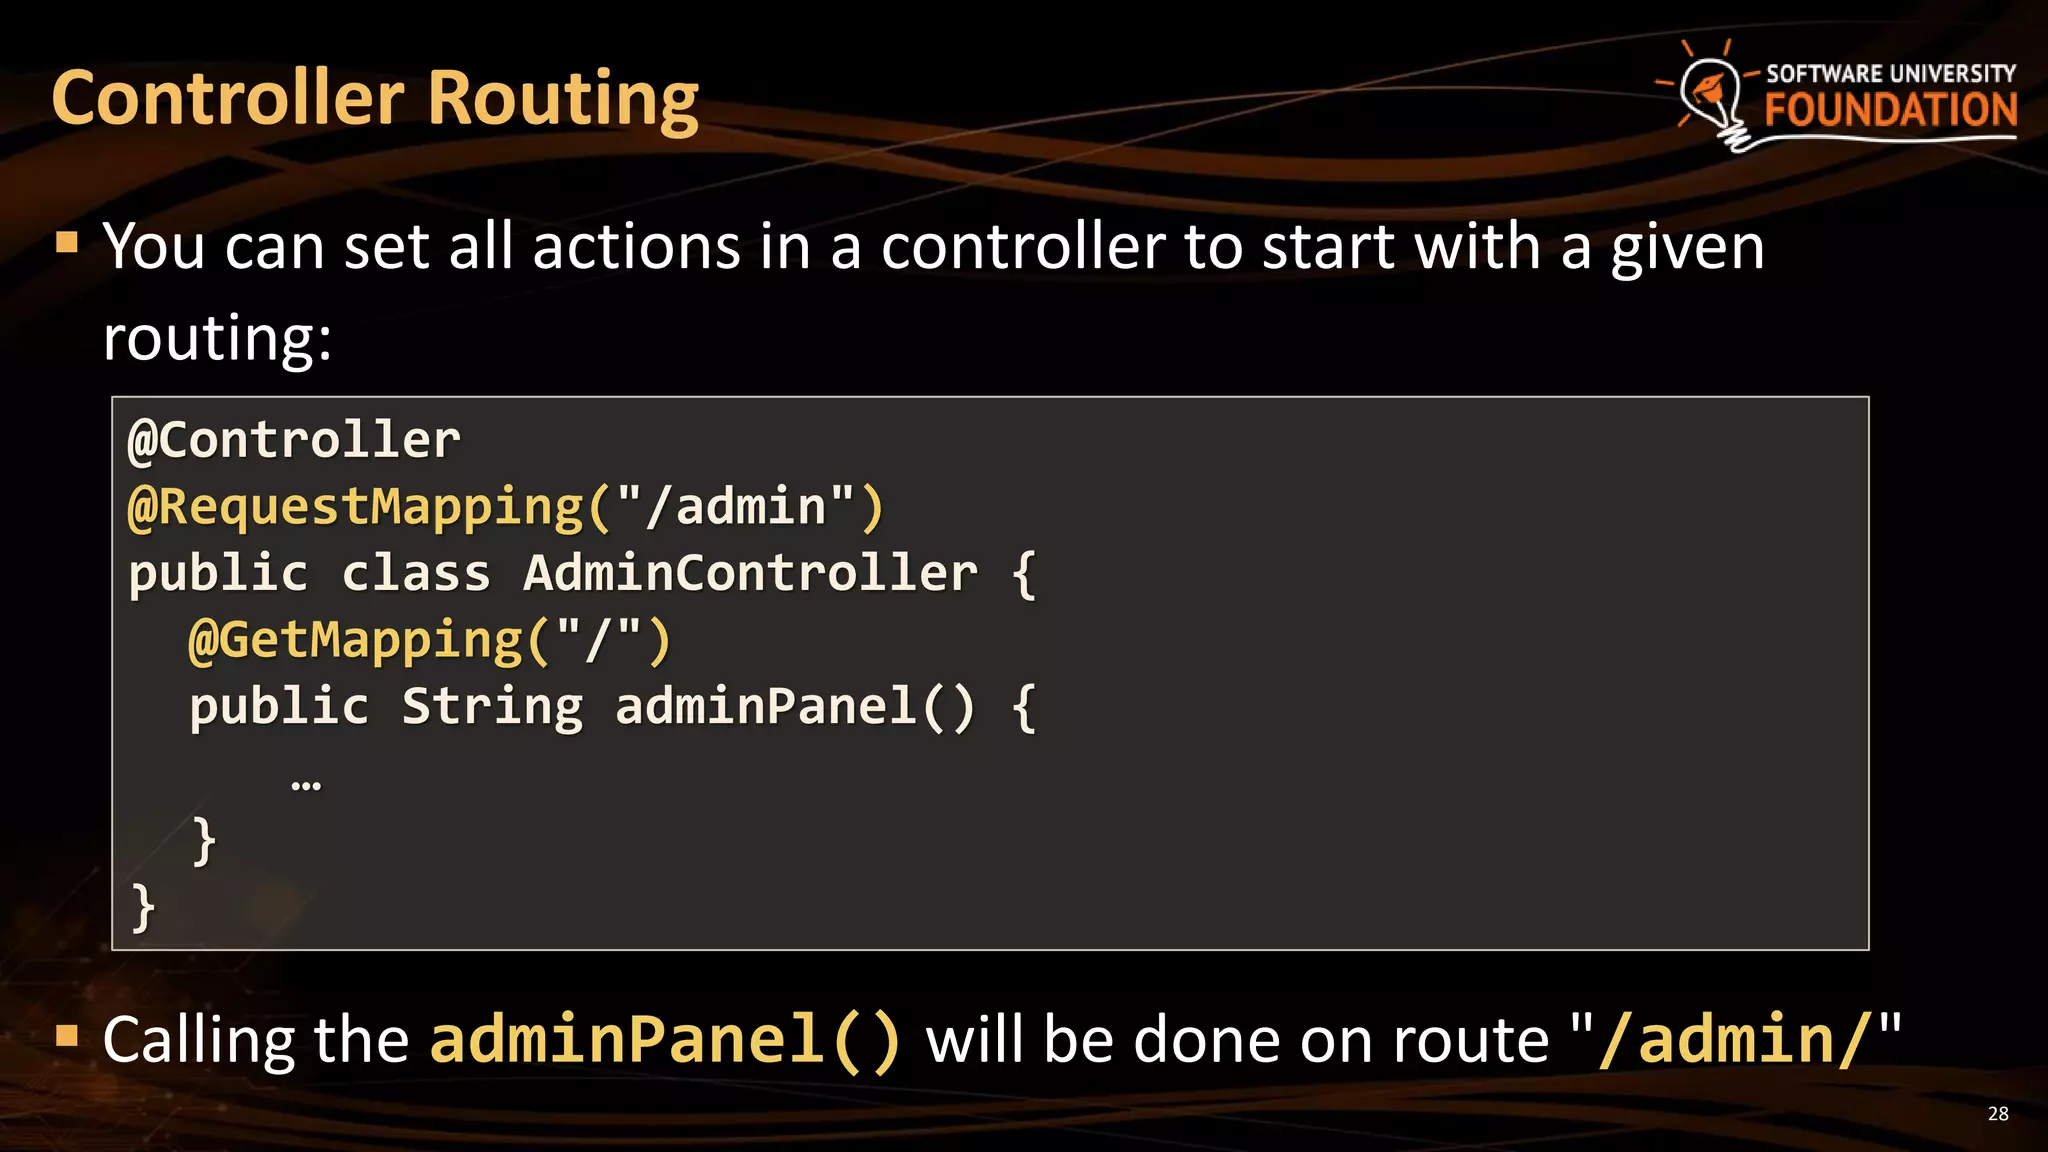 Controller Routing
SOFTWARE UNIVERSITY
FOUNDATION
▪ You can set all actions in a controller to start with a given
routing:
@Controller
@RequestMapping("/admin")
public class AdminController {
  @GetMapping("/")
  public String adminPanel() {
     …
  }
}
▪ Calling the adminPanel() will be done on route "/admin/"
28